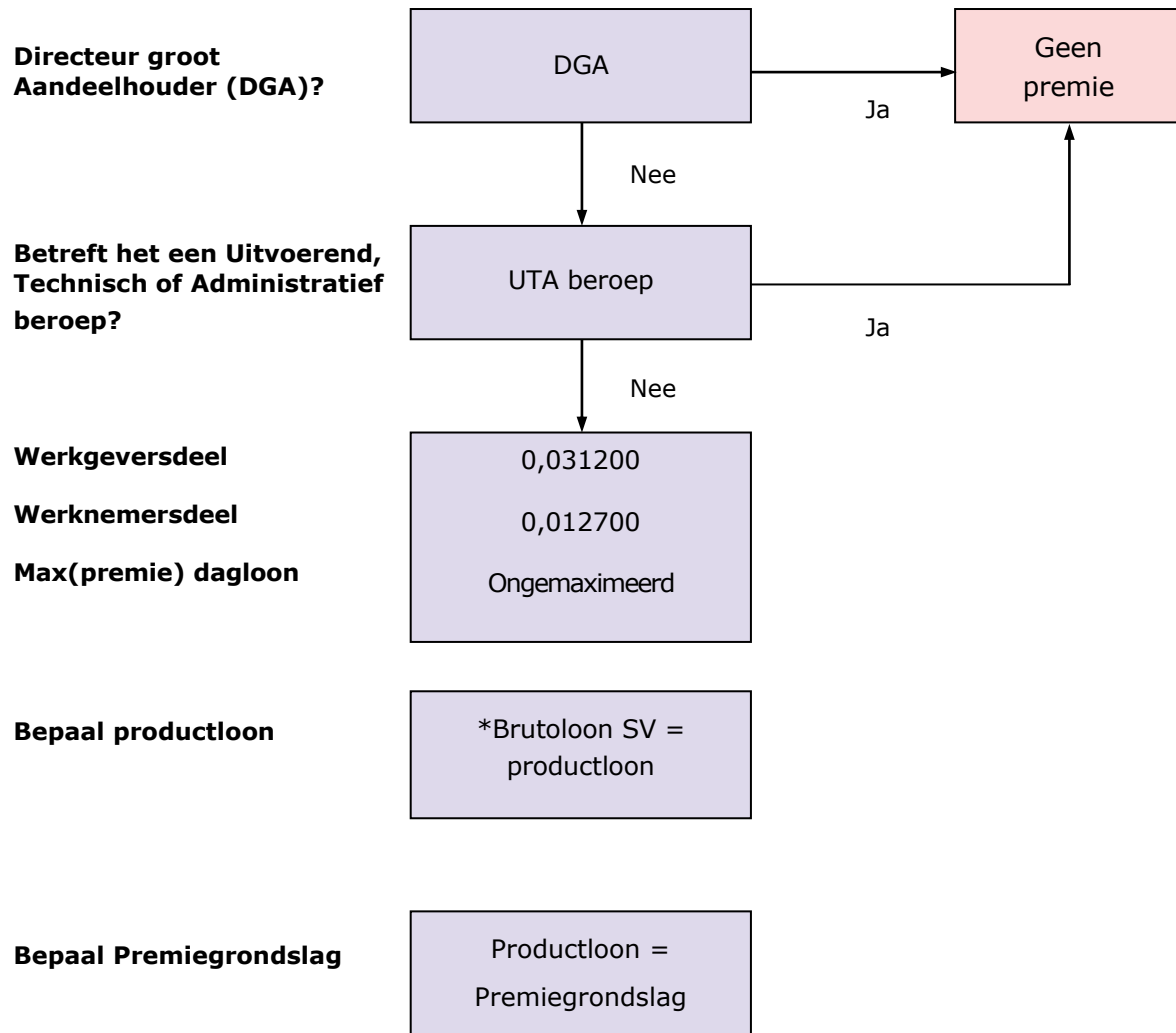 Directeur groot
Aandeelhouder (DGA)?
DGA
Geen
premie
Ja
Nee
Betreft het een Uitvoerend,
Technisch of Administratief
beroep?
UTA beroep
Ja
Nee
Werkgeversdeel
0,031200
Werknemersdeel
0,012700
Max(premie) dagloon
Ongemaximeerd
Bepaal productloon
*Brutoloon SV =
productloon
Bepaal Premiegrondslag
Productloon =
Premiegrondslag